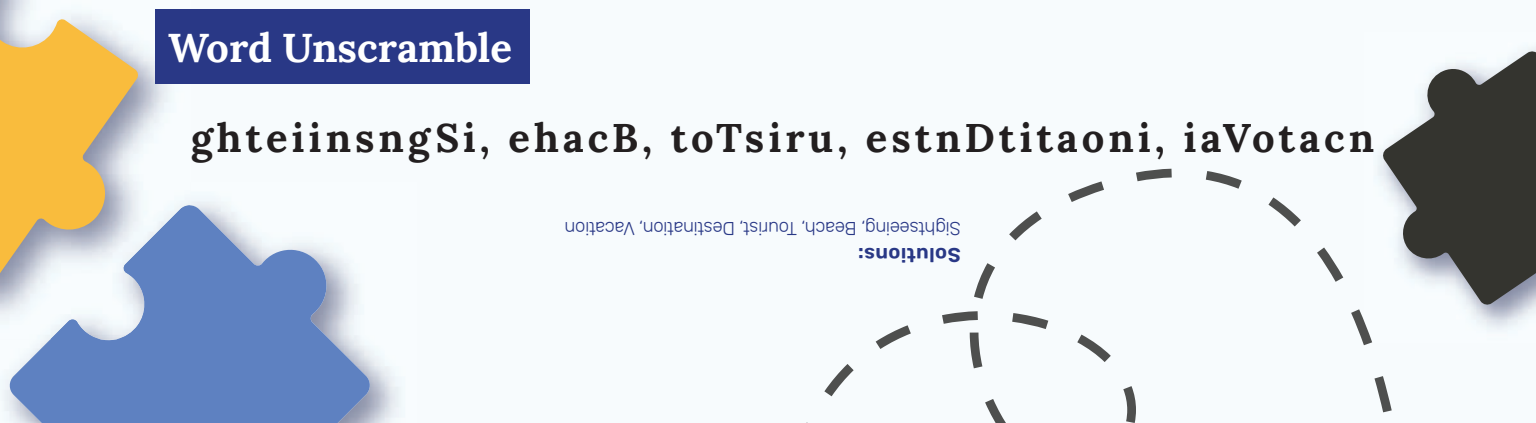 Word Unscramble
ghteiinsngSi, ehacB, toTsiru, estnDtitaoni, iaVotacn
Solutions:
Sightseeing, Beach, Tourist, Destination, Vacation